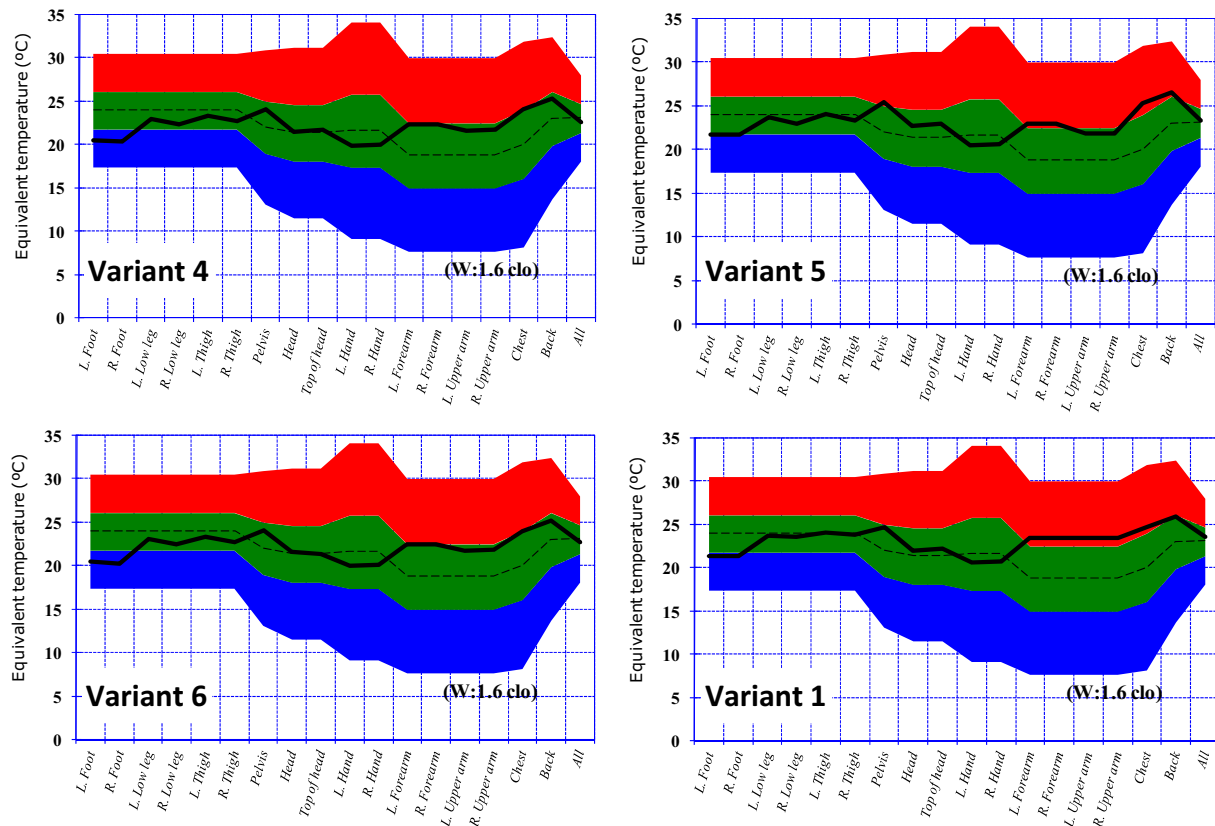 Equivalent temperature (ºC)
35
30
25
20
15
10
5
0
Variant 4
(W:1.6 clo)
L. Foot
R. Foot
L. Low leg
R. Low leg
L. Thigh
R. Thigh
Pelvis
Head
Top of head
L. Hand
R. Hand
L. Forearm
R. Forearm
L. Upper arm
R. Upper arm
Chest
Back
All
Equivalent temperature (ºC)
35
30
25
20
15
10
5
0
Variant 5
(W:1.6 clo)
L. Foot
R. Foot
L. Low leg
R. Low leg
L. Thigh
R. Thigh
Pelvis
Head
Top of head
L. Hand
R. Hand
L. Forearm
R. Forearm
L. Upper arm
R. Upper arm
Chest
Back
All
Equivalent temperature (ºC)
35
30
25
20
15
10
5
0
Variant 6
(W:1.6 clo)
L. Foot
R. Foot
L. Low leg
R. Low leg
L. Thigh
R. Thigh
Pelvis
Head
Top of head
L. Hand
R. Hand
L. Forearm
R. Forearm
L. Upper arm
R. Upper arm
Chest
Back
All
Equivalent temperature (ºC)
35
30
25
20
15
10
5
0
Variant 1
(W:1.6 clo)
L. Foot
R. Foot
L. Low leg
R. Low leg
L. Thigh
R. Thigh
Pelvis
Head
Top of head
L. Hand
R. Hand
L. Forearm
R. Forearm
L. Upper arm
R. Upper arm
Chest
Back
All